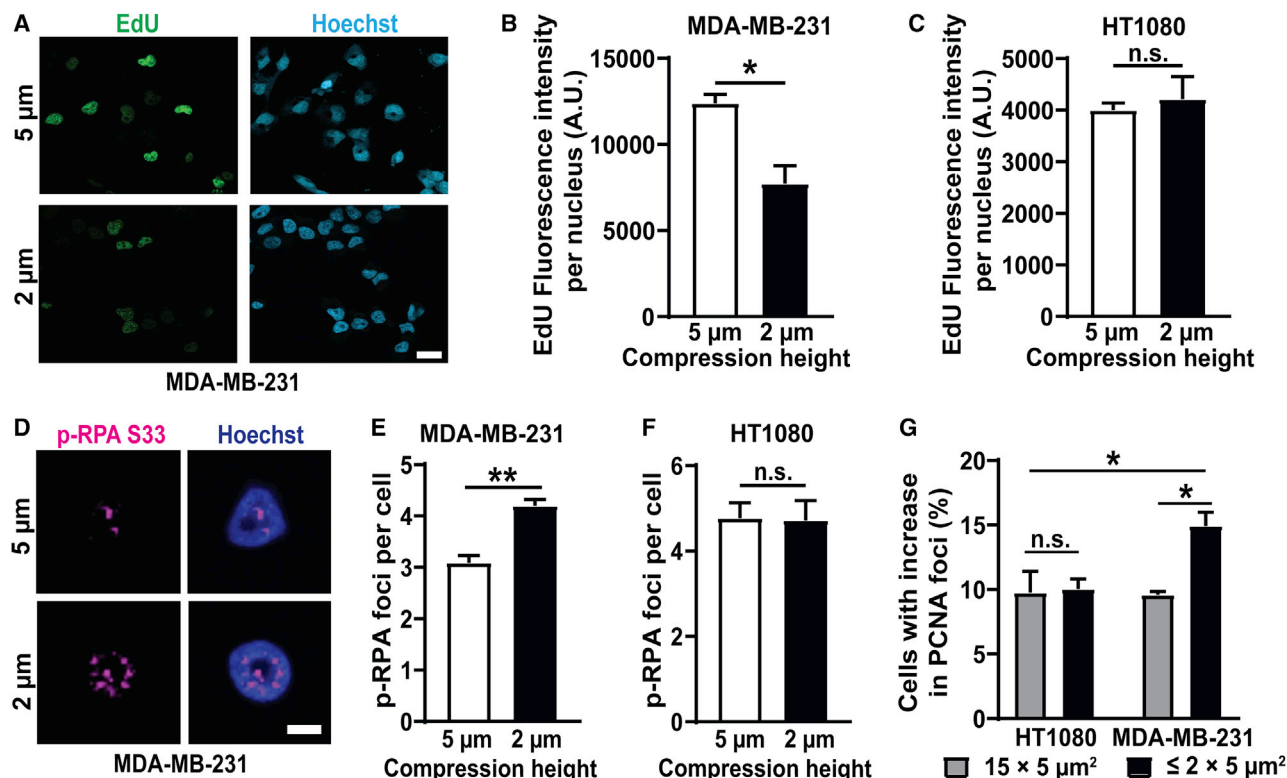 A
EdU
Hoechst
5 µm
2 µm
MDA-MB-231
B
MDA-MB-231
EdU Fluorescence intensity
per nucleus (A.U.)
15000
10000
5000
0
*
5 µm
2 µm
Compression height
C
HT1080
EdU Fluorescence intensity
per nucleus (A.U.)
5000
4000
3000
2000
1000
0
n.s.
5 µm
2 µm
Compression height
D
p-RPA S33
Hoechst
5 µm
2 µm
MDA-MB-231
E
MDA-MB-231
p-RPA foci per cell
5
4
3
2
1
0
**
5 µm
2 µm
Compression height
F
HT1080
p-RPA foci per cell
6
4
2
0
n.s.
5 µm
2 µm
Compression height
G
Cells with increase
in PCNA foci (%)
20
15
10
5
0
*
*
n.s.
HT1080
MDA-MB-231
15 × 5 µm²
≤ 2 × 5 µm²